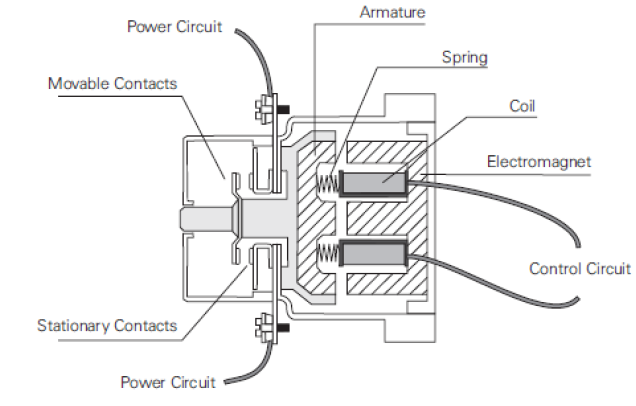 Armature
Power Circuit
Spring
Movable Contacts
Coil
Electromagnet
Control Circuit
Stationary Contacts
Power Circuit